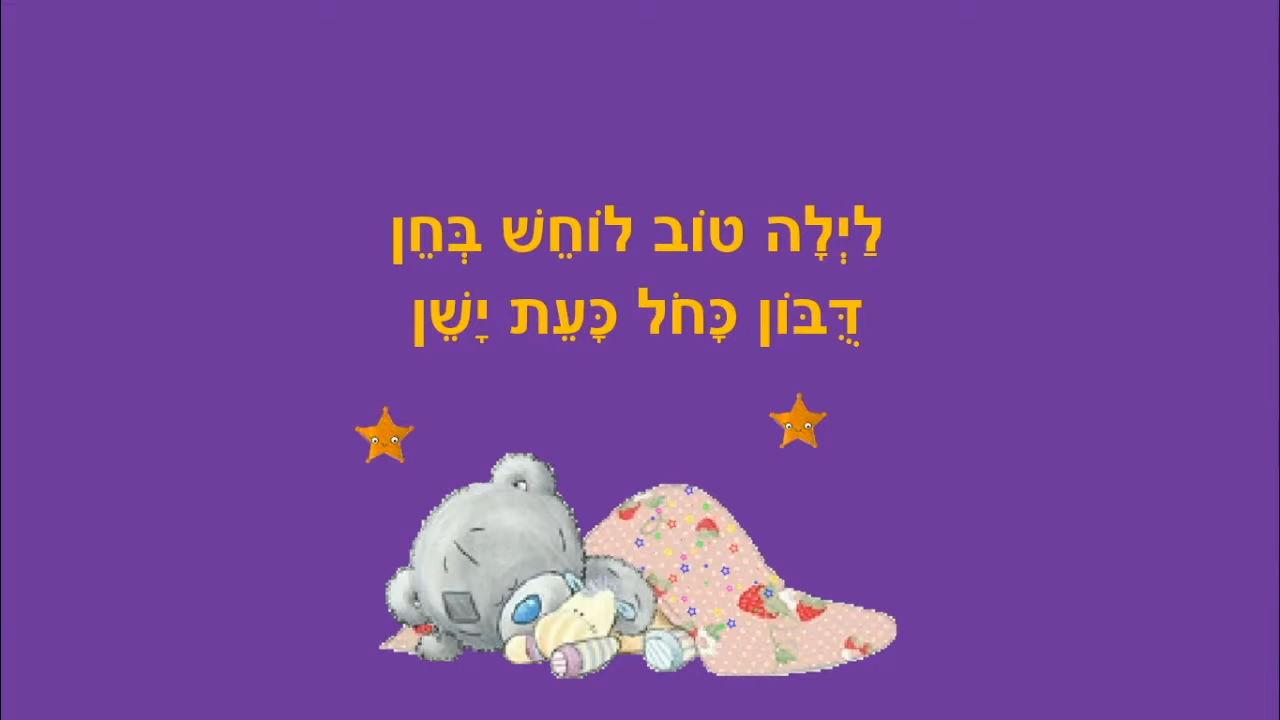 לַיְלָה טוֹב לוֹחֵשׁ בְּחֵן
דֻּבּוֹן כָּחֹל כָּעֵת יָשֵׁן